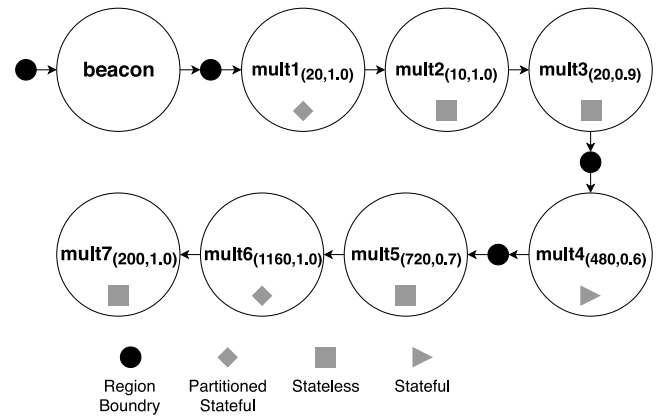 beacon
mult1(20,1.0)
mult2(10,1.0)
mult3(20,0.9)
mult7(200,1.0)
mult6(1160,1.0)
mult5(720,0.7)
mult4(480,0.6)
Region
Boundry
Partitioned
Stateful
Stateless
Stateful